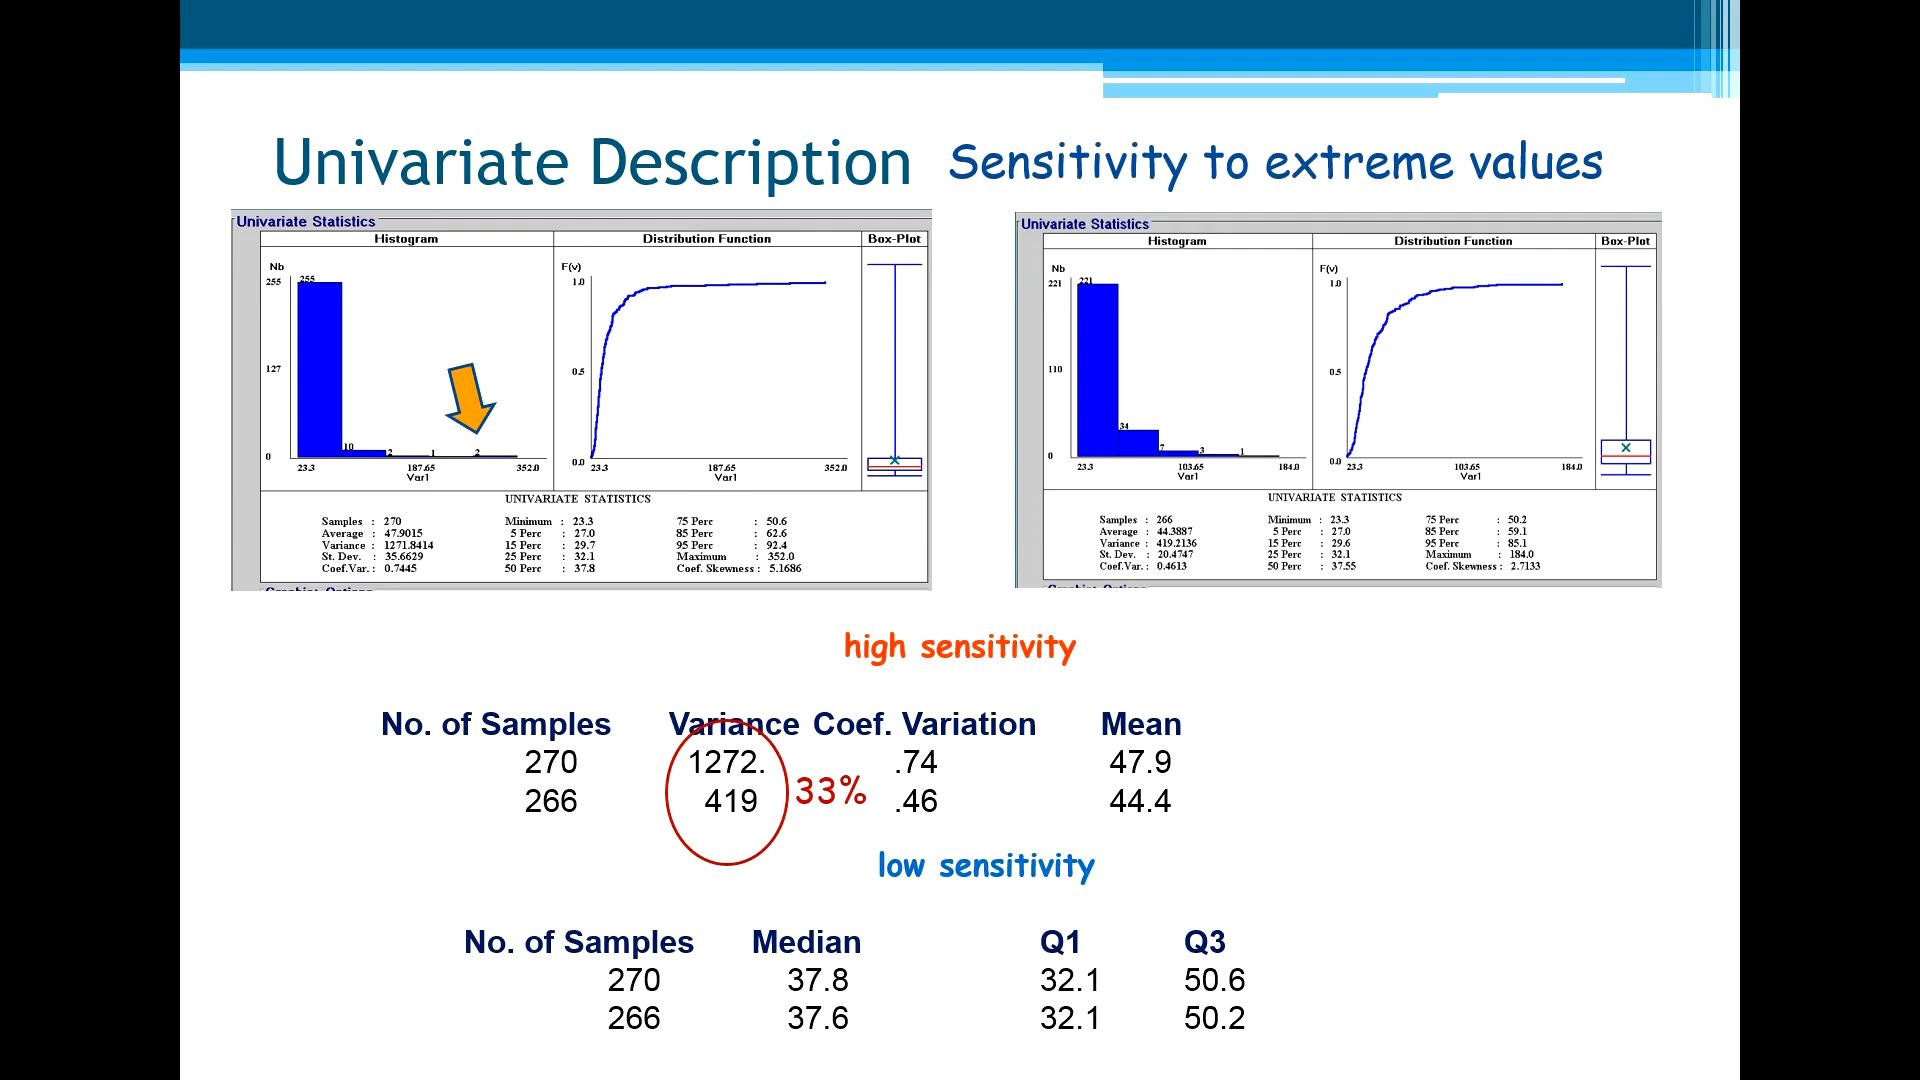 Univariate Description Sensitivity to extreme values
Univariate Statistics
Histogram Distribution Function Box-Plot
Nb
255
127
0
255
10
2
1
2
23.3 187.65 352.0
Var1
F(v)
1.0
0.5
0.0
23.3 187.65 352.0
Var1
UNIVARIATE STATISTICS
Samples : 270 Minimum : 23.3 75 Perc : 50.6
Average : 47.9015 5 Perc : 27.0 85 Perc : 62.6
Variance : 1271.8414 15 Perc : 29.7 95 Perc : 92.4
St. Dev. : 35.6629 25 Perc : 32.1 Maximum : 352.0
Coef.Var. : 0.7445 50 Perc : 37.8 Coef. Skewness : 5.1686
Univariate Statistics
Histogram Distribution Function Box-Plot
Nb
221
110
0
221
34
7
3
1
23.3 103.65 184.0
Var1
F(v)
1.0
0.5
0.0
23.3 103.65 184.0
Var1
UNIVARIATE STATISTICS
Samples : 266 Minimum : 23.3 75 Perc : 50.2
Average : 44.3887 5 Perc : 27.0 85 Perc : 59.1
Variance : 419.2136 15 Perc : 29.6 95 Perc : 85.1
St. Dev. : 20.4747 25 Perc : 32.1 Maximum : 184.0
Coef.Var. : 0.4613 50 Perc : 37.55 Coef. Skewness : 2.7133
high sensitivity
No. of Samples Variance Coef. Variation Mean
270 1272. .74 47.9
33%
266 419 .46 44.4
low sensitivity
No. of Samples Median Q1 Q3
270 37.8 32.1 50.6
266 37.6 32.1 50.2